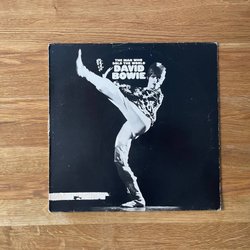 THE MAN WHO
SOLD THE WORLD
DAVID
BOWIE